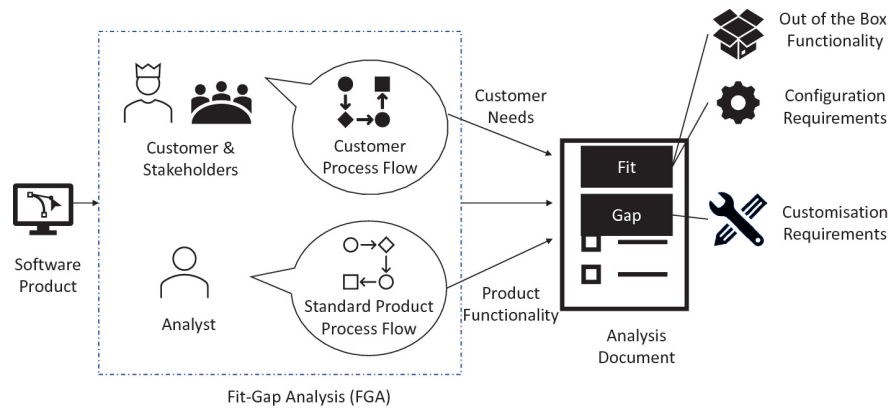 Software
Product
Customer &
Stakeholders
Customer
Process Flow
Analyst
Standard Product
Process Flow
Fit-Gap Analysis (FGA)
Customer
Needs
Product
Functionality
Fit
Gap
Analysis
Document
Out of the Box
Functionality
Configuration
Requirements
Customisation
Requirements